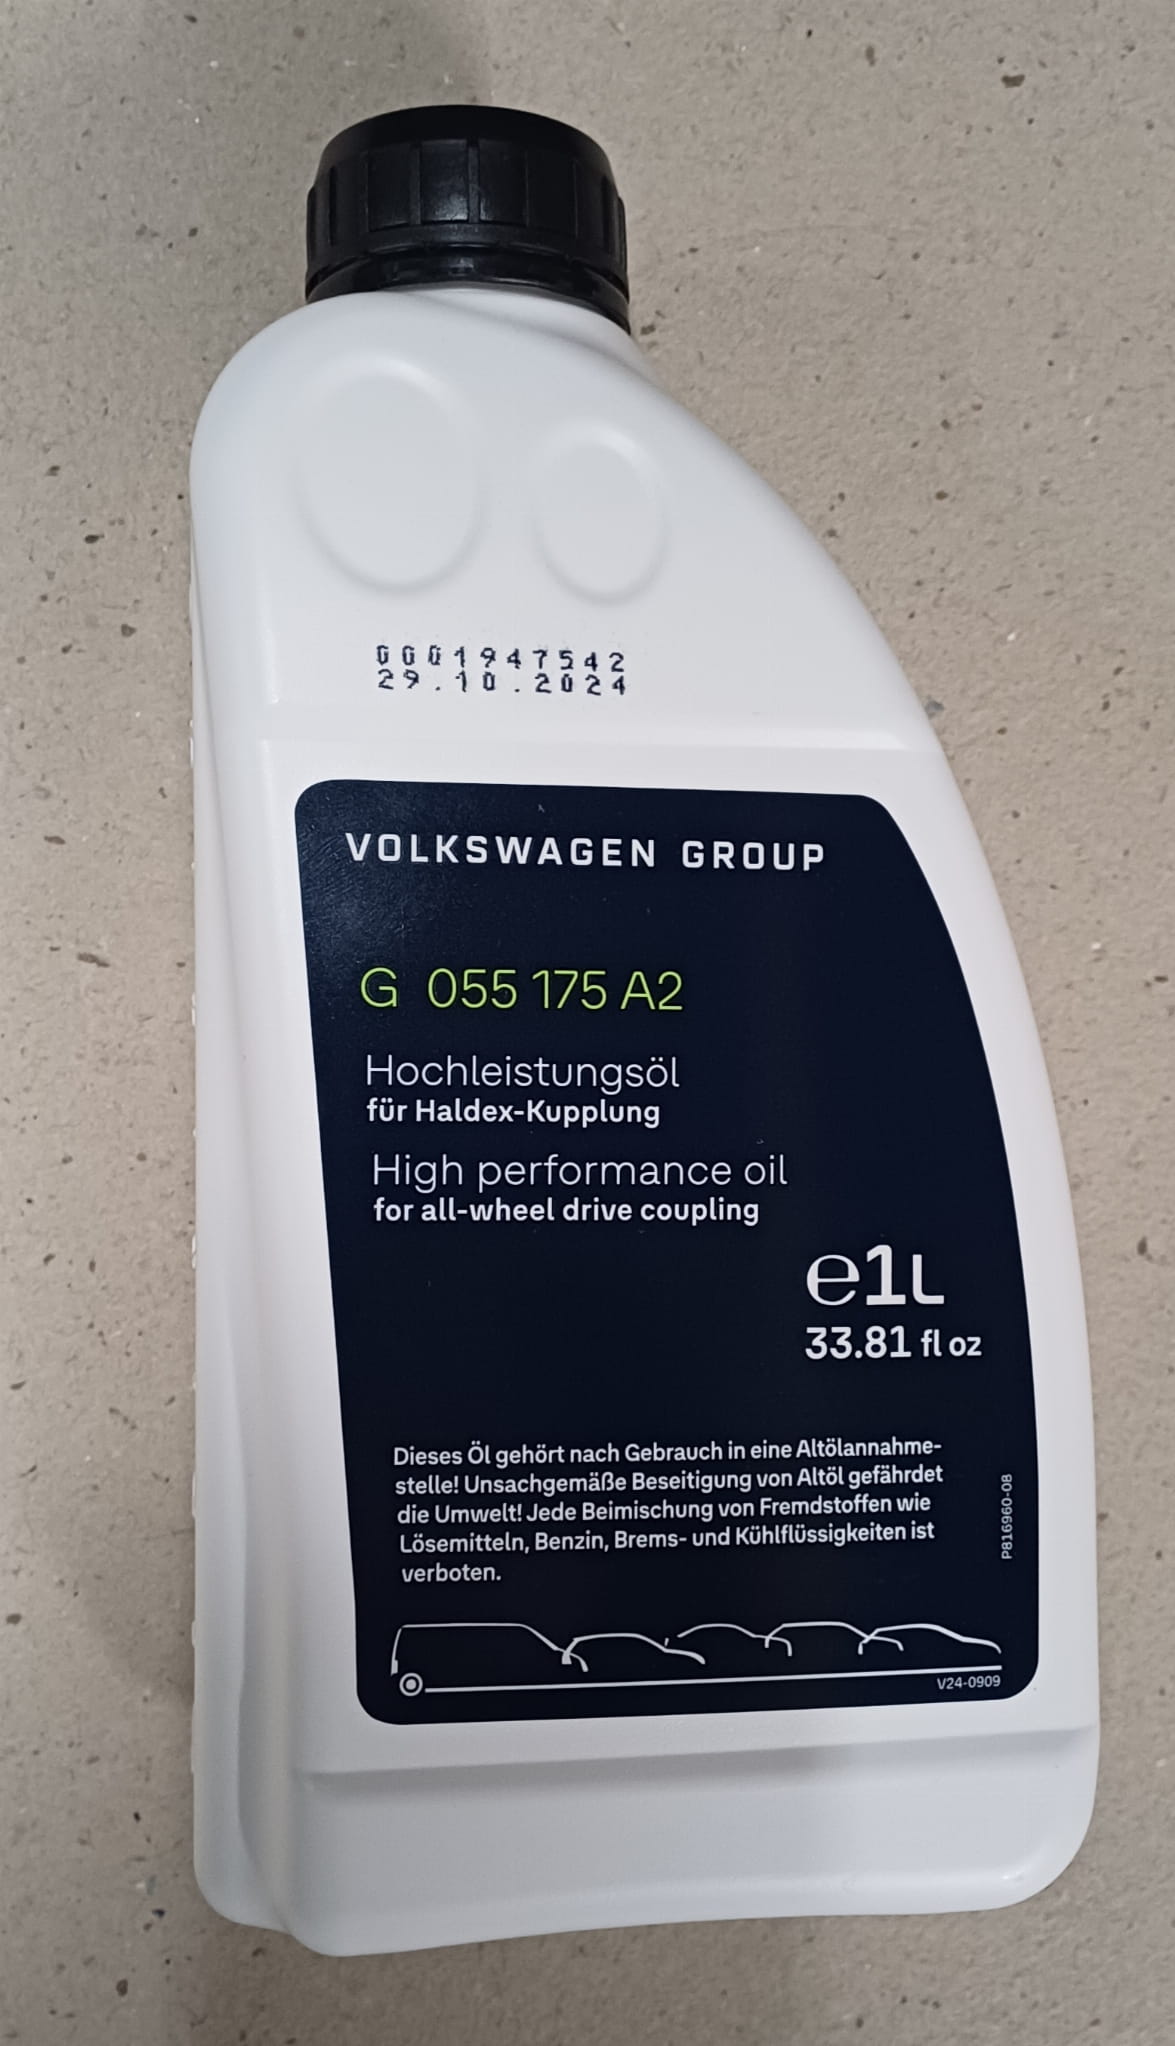 0001947542
29.10.2024
VOLKSWAGEN GROUP
G 055 175 A2
Hochleistungsöl
für Haldex-Kupplung
High performance oil
for all-wheel drive coupling
℮1L
33.81 fl oz
Dieses Öl gehört nach Gebrauch in eine Altölannahme-
stelle! Unsachgemäße Beseitigung von Altöl gefährdet
die Umwelt! Jede Beimischung von Fremdstoffen wie
Lösemitteln, Benzin, Brems- und Kühlflüssigkeiten ist
verboten.
P816960-08
V24-0909